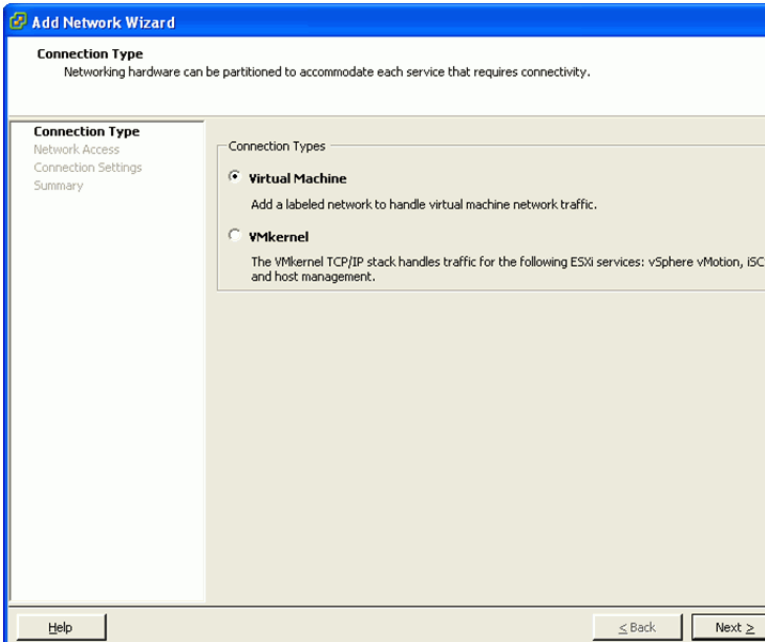 Add Network Wizard
Connection Type
Networking hardware can be partitioned to accommodate each service that requires connectivity.
Connection Type
Network Access
Connection Settings
Summary
Connection Types
Virtual Machine
Add a labeled network to handle virtual machine network traffic.
VMkernel
The VMkernel TCP/IP stack handles traffic for the following ESXi services: vSphere vMotion, iSC
and host management.
Help
< Back
Next >